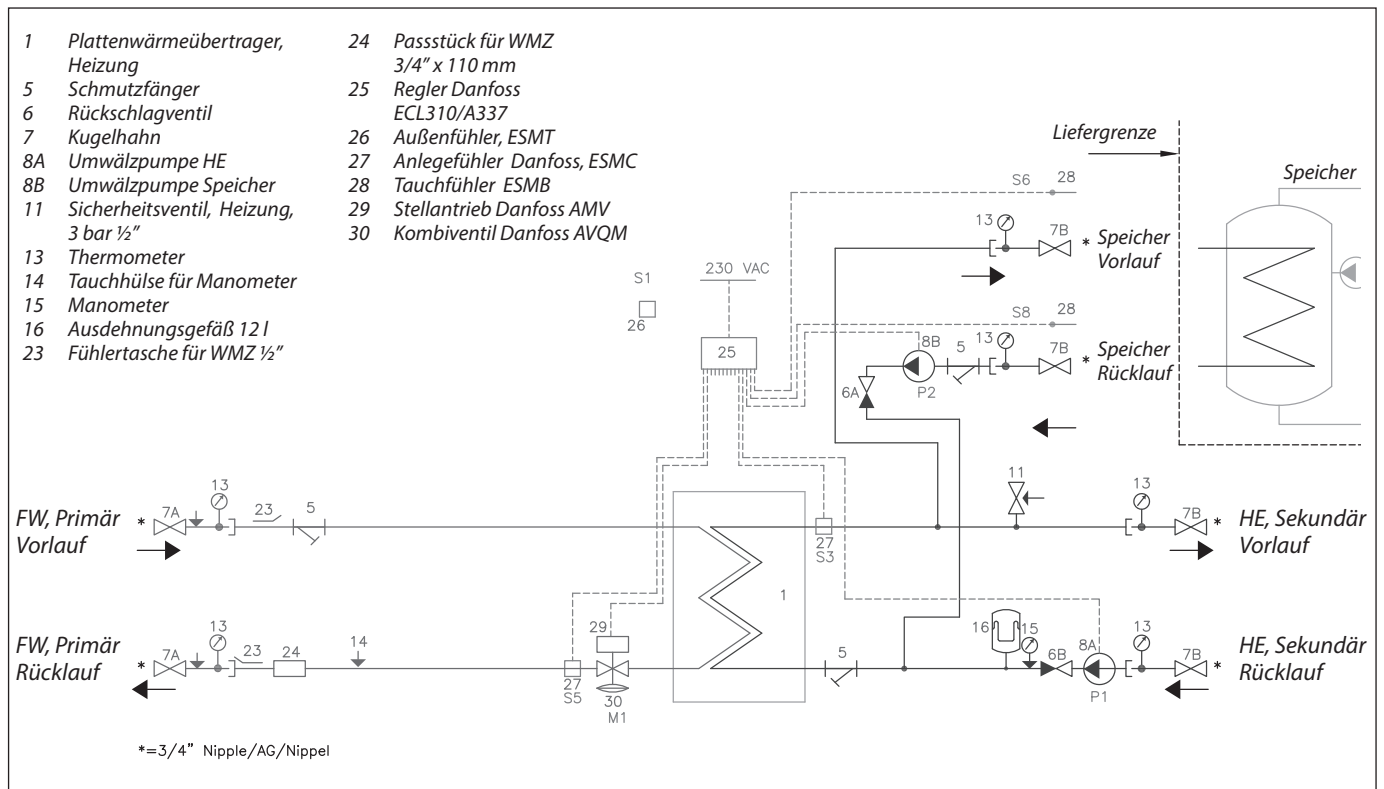 1 Plattenwärmeübertrager,
Heizung
5 Schmutzfänger
6 Rückschlagventil
7 Kugelhahn
8A Umwälzpumpe HE
8B Umwälzpumpe Speicher
11 Sicherheitsventil, Heizung,
3 bar ½"
13 Thermometer
14 Tauchhülse für Manometer
15 Manometer
16 Ausdehnungsgefäß 12 l
23 Fühlertasche für WMZ ½"
24 Passstück für WMZ
3/4" x 110 mm
25 Regler Danfoss
ECL310/A337
26 Außenfühler, ESMT
27 Anlegefühler Danfoss, ESMC
28 Tauchfühler ESMB
29 Stellantrieb Danfoss AMV
30 Kombiventil Danfoss AVQM
Liefergrenze
Speicher
S6 28
13
7B
* Speicher
Vorlauf
S1
26
230 VAC
25
S8 28
8B
5
13
7B
* Speicher
Rücklauf
6A
P2
FW, Primär
Vorlauf
*
7A
13
23
5
27
S3
11
13
7B
*
HE, Sekundär
Vorlauf
1
FW, Primär
Rücklauf
*
7A
13
23
24
14
27
S5
29
30
M1
5
16
15
6B
8A
P1
13
7B
*
HE, Sekundär
Rücklauf
*=3/4" Nipple/AG/Nippel